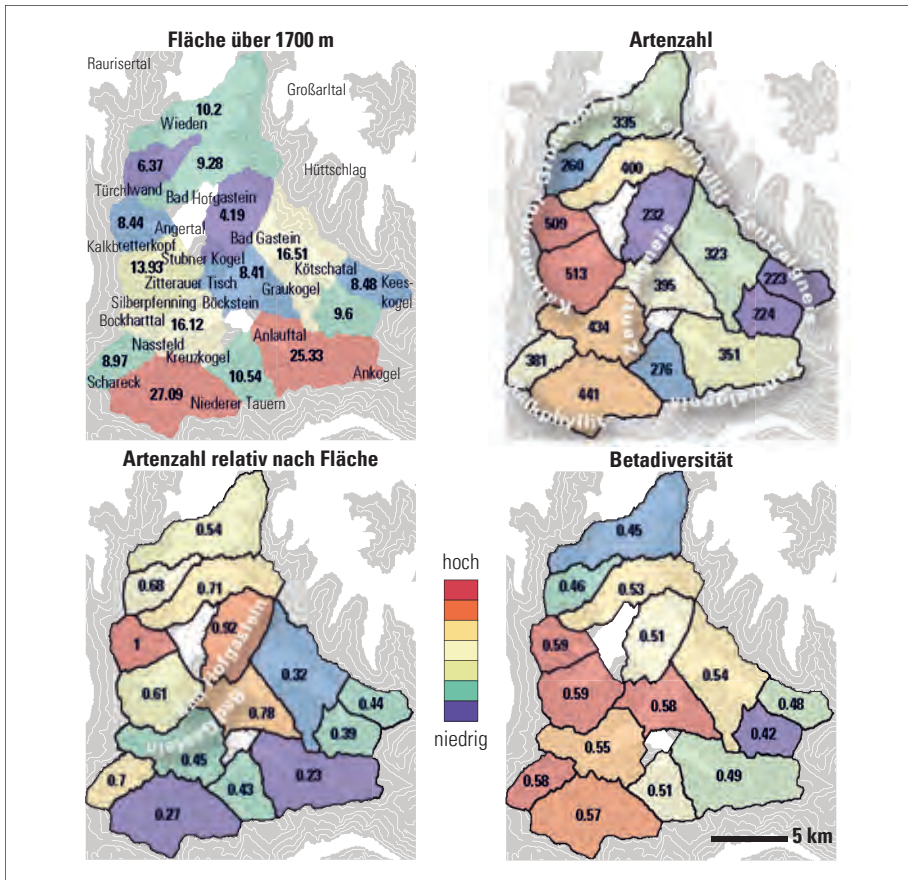 Fläche über 1700 m
Raurisertal
Großarltal
10.2
Wieden
6.37
9.28
Hüttschlag
Türchlwand
Bad Hofgastein
8.44
4.19
Angertal
Bad Gastein
Kalkbretterkopf
16.51
13.93
Stubner Kogel
Kötschatal
Zitterauer Tisch
8.41
8.48
Kees-
kogel
Graukogel
Silberpfenning
Böckstein
9.6
Bockharttal
16.12
Anlauftal
Nassfeld
25.33
8.97
Kreuzkogel
10.54
Ankogel
Schareck
27.09
Niederer Tauern
Artenzahl
335
260
400
509
232
323
513
395
223
224
434
381
276
351
441
Artenzahl relativ nach Fläche
0.54
0.68
0.71
1
0.92
0.32
0.61
0.78
0.44
0.39
0.45
0.7
0.43
0.23
0.27
hoch
niedrig
Betadiversität
0.45
0.46
0.53
0.59
0.51
0.54
0.59
0.58
0.48
0.42
0.55
0.58
0.51
0.49
0.57
5 km